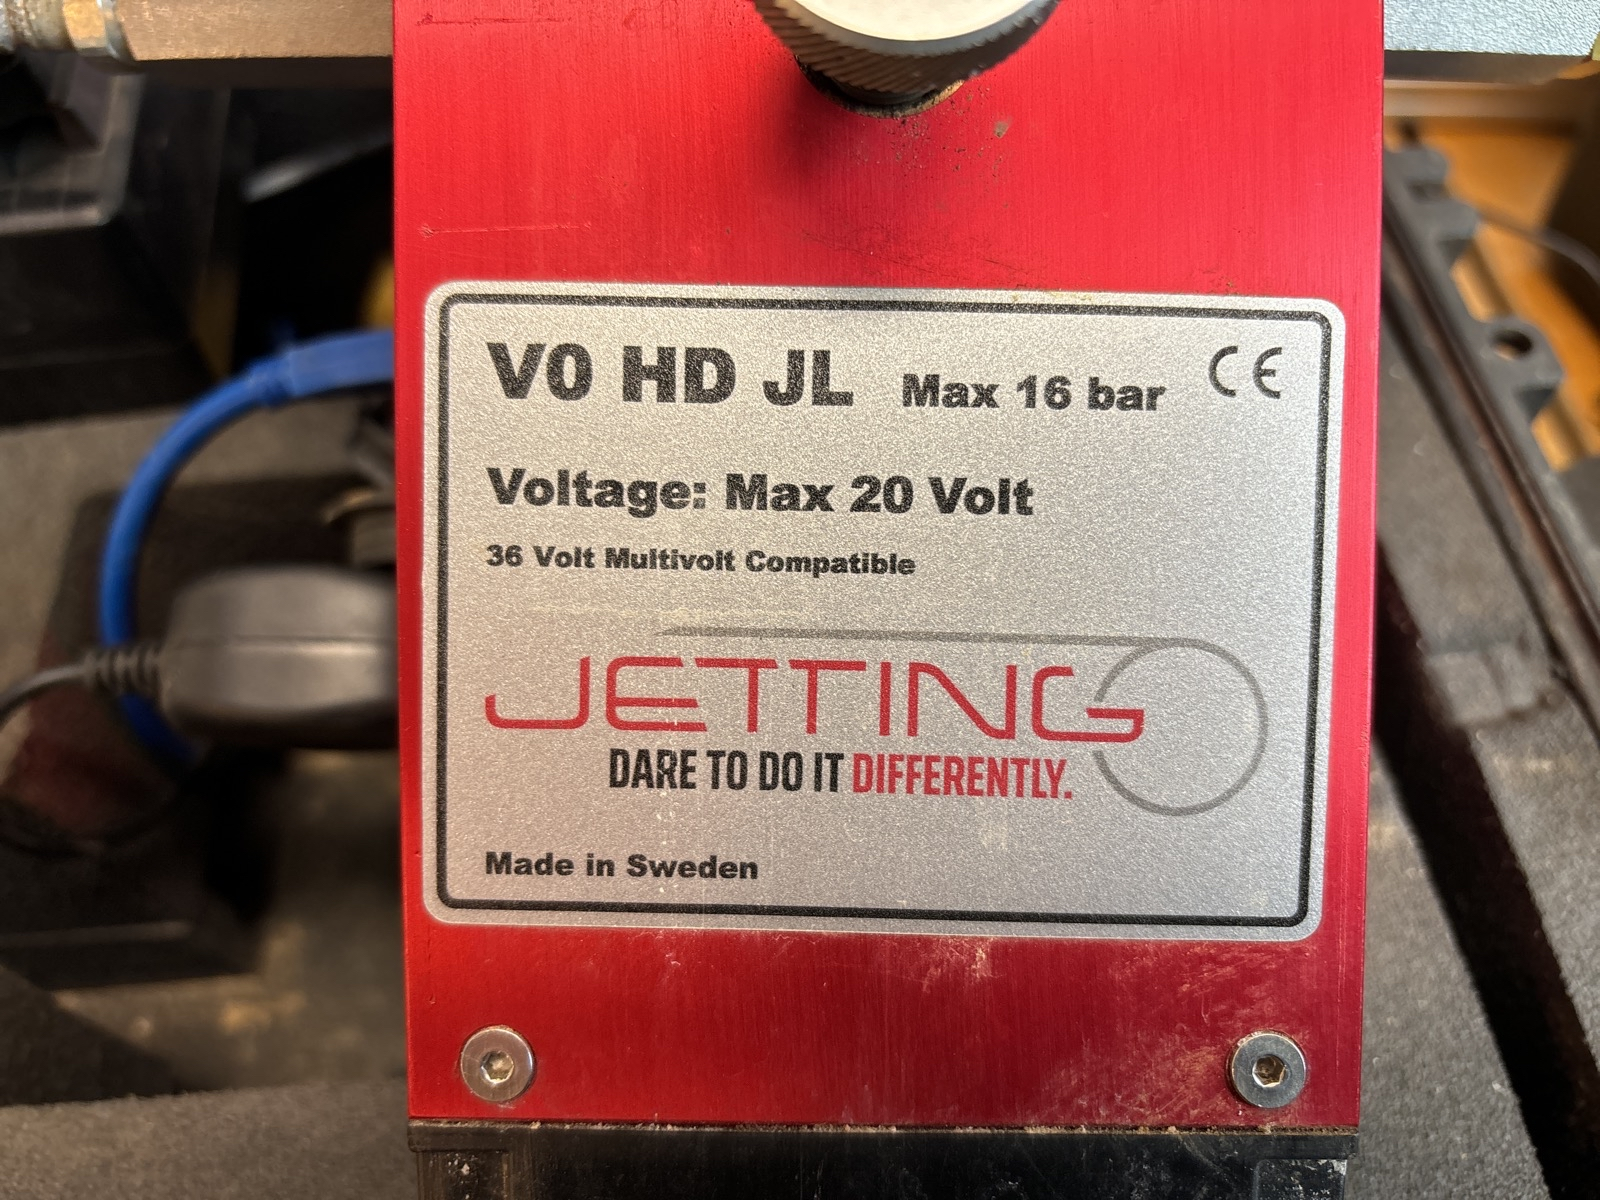 V0 HD JL Max 16 bar CE
Voltage: Max 20 Volt
36 Volt Multivolt Compatible
JETTING
DARE TO DO IT DIFFERENTLY.
Made in Sweden